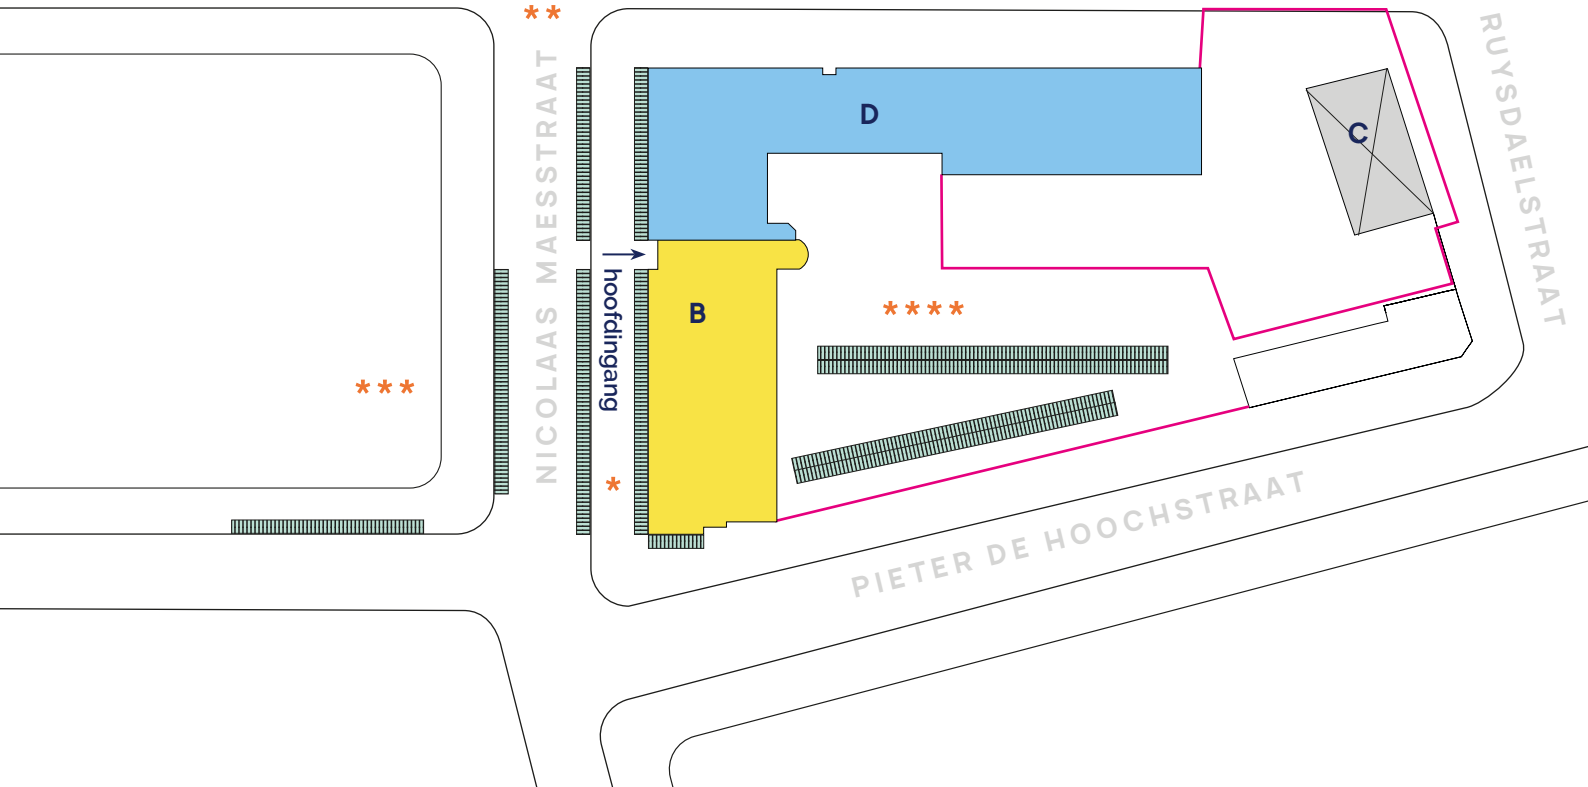 * *
NICOLAAS MAESSTRAAT
RUYSDAELSTRAAT
D
C
hoofdingang
B
* * * *
* * *
*
PIETER DE HOOCHSTRAAT